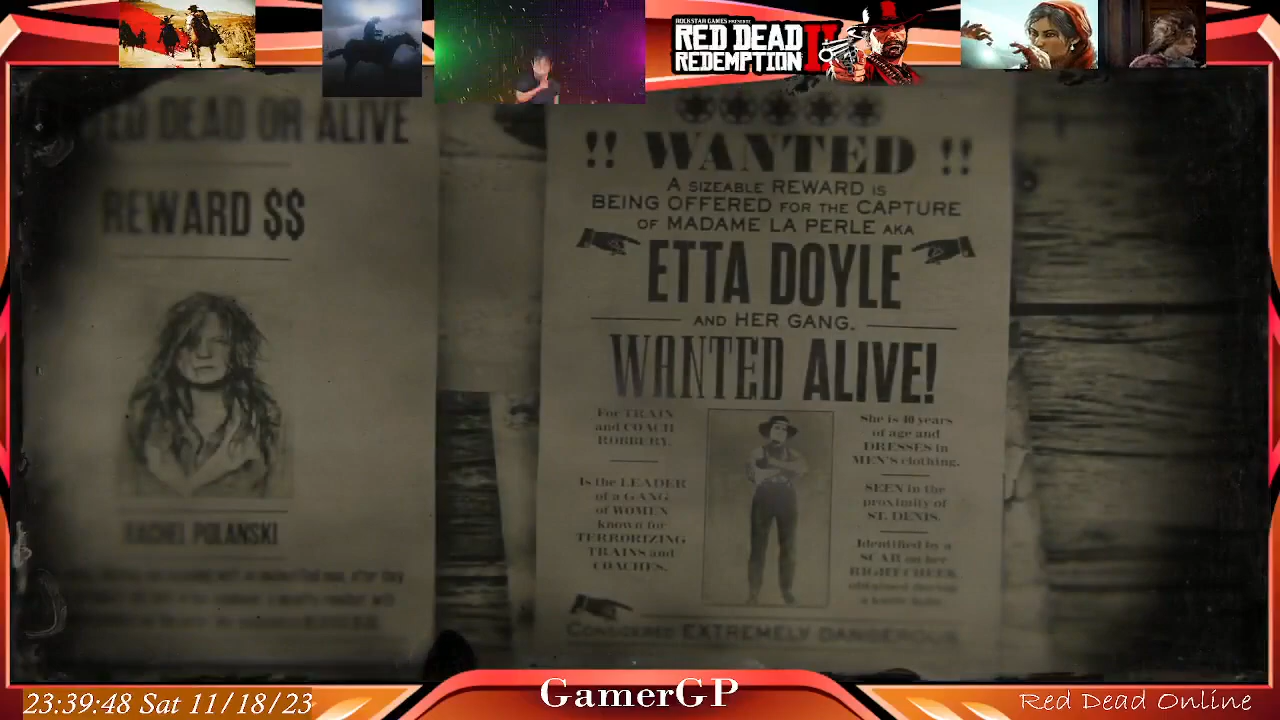 ROCKSTAR GAMES PRESENTS
RED DEAD
REDEMPTION II
DEAD OR ALIVE
REWARD $$
RACHEL POLANSKI
!! WANTED !!
A SIZEABLE REWARD IS
BEING OFFERED FOR THE CAPTURE
OF MADAME LA PERLE AKA
ETTA DOYLE
AND HER GANG.
WANTED ALIVE!
For TRAIN
and COACH
ROBBERY.
Is the LEADER
of a GANG
of WOMEN
known for
TERRORIZING
TRAINS and
COACHES.
She is 40 years
of age and
DRESSES in
MEN'S clothing.
SEEN in the
proximity of
ST. DENIS.
Identified by a
SCAR on her
RIGHT CHEEK
obtained during
CONSIDERED EXTREMELY DANGEROUS
23:39:48 Sat 11/18/23
GamerGP
Red Dead Online